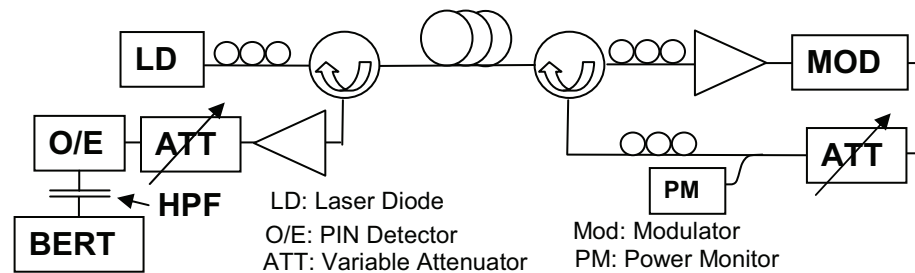 LD
MOD
O/E
ATT
ATT
PM
HPF
BERT
LD: Laser Diode
O/E: PIN Detector
ATT: Variable Attenuator
Mod: Modulator
PM: Power Monitor